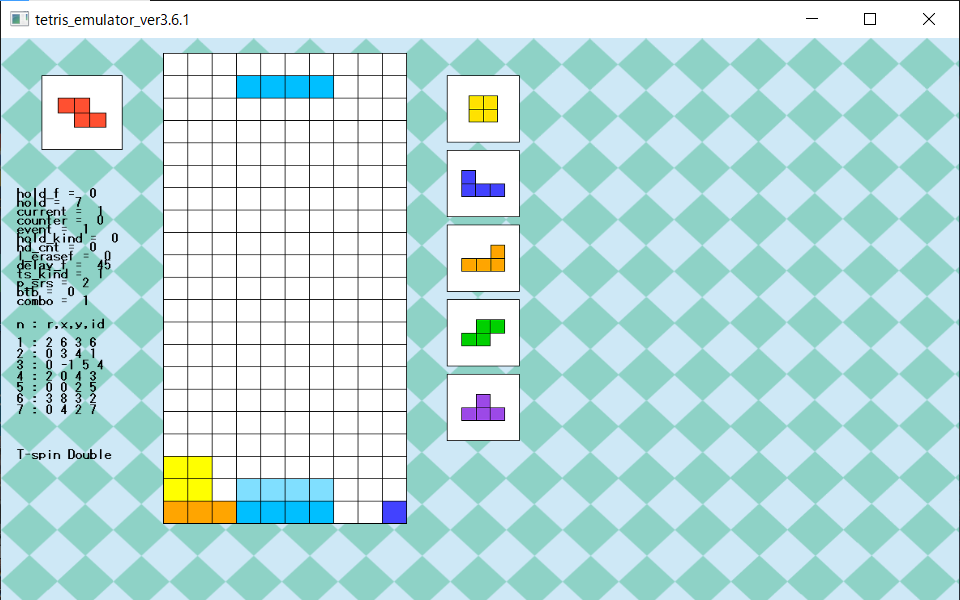 tetris_emulator_ver3.6.1
hold_f = 0
hold = 7
current = 1
counter = 0
event = 1
hold_kind = 0
hd_cnt = 0
l_erasef = 0
delay_f = 45
ts_kind = 1
p_srs = 2
btb = 0
combo = 1
n : r,x,y,id
1 : 2 6 3 6
2 : 0 3 4 1
3 : 0 -1 5 4
4 : 2 0 4 3
5 : 0 0 2 5
6 : 3 8 3 2
7 : 0 4 2 7
T-spin Double